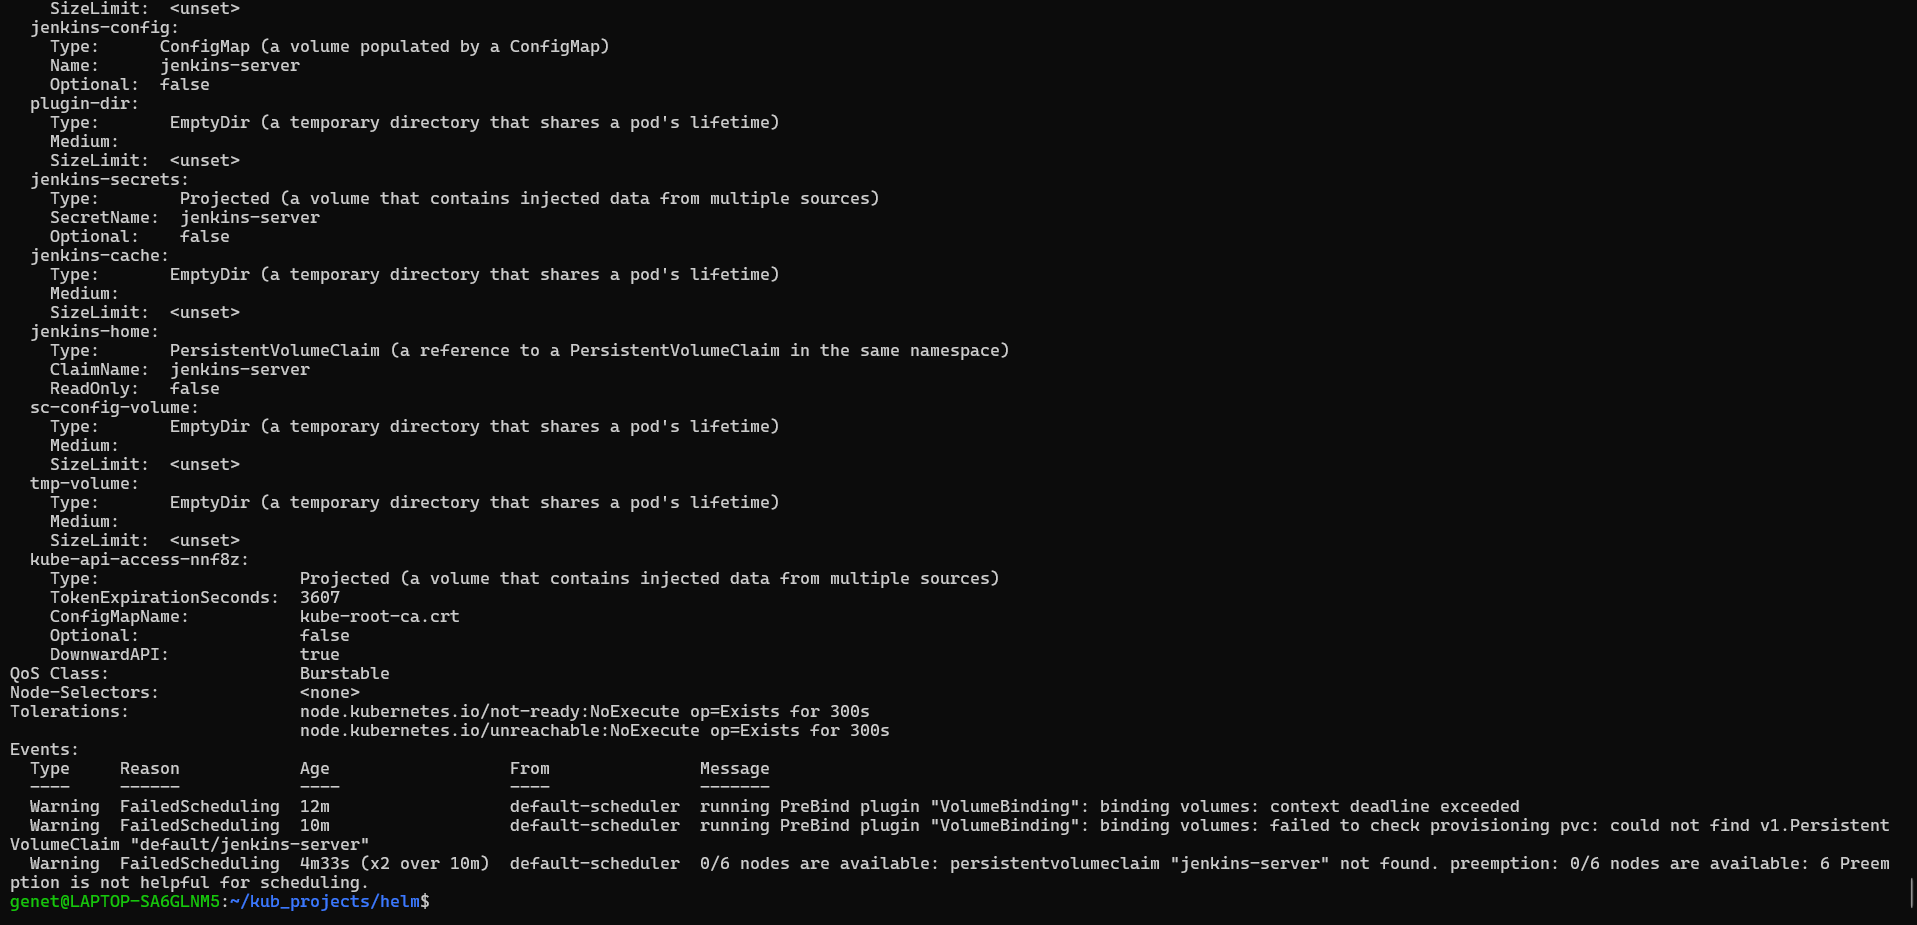 SizeLimit:  <unset>
  jenkins-config:
    Type:      ConfigMap (a volume populated by a ConfigMap)
    Name:      jenkins-server
    Optional:  false
  plugin-dir:
    Type:       EmptyDir (a temporary directory that shares a pod's lifetime)
    Medium:
    SizeLimit:  <unset>
  jenkins-secrets:
    Type:        Projected (a volume that contains injected data from multiple sources)
    SecretName:  jenkins-server
    Optional:    false
  jenkins-cache:
    Type:       EmptyDir (a temporary directory that shares a pod's lifetime)
    Medium:
    SizeLimit:  <unset>
  jenkins-home:
    Type:       PersistentVolumeClaim (a reference to a PersistentVolumeClaim in the same namespace)
    ClaimName:  jenkins-server
    ReadOnly:   false
  sc-config-volume:
    Type:       EmptyDir (a temporary directory that shares a pod's lifetime)
    Medium:
    SizeLimit:  <unset>
  tmp-volume:
    Type:       EmptyDir (a temporary directory that shares a pod's lifetime)
    Medium:
    SizeLimit:  <unset>
  kube-api-access-nnf8z:
    Type:                    Projected (a volume that contains injected data from multiple sources)
    TokenExpirationSeconds:  3607
    ConfigMapName:           kube-root-ca.crt
    Optional:                false
    DownwardAPI:             true
QoS Class:                   Burstable
Node-Selectors:              <none>
Tolerations:                 node.kubernetes.io/not-ready:NoExecute op=Exists for 300s
                             node.kubernetes.io/unreachable:NoExecute op=Exists for 300s
Events:
  Type     Reason            Age                  From               Message
  ----     ------            ----                 ----               -------
  Warning  FailedScheduling  12m                  default-scheduler  running PreBind plugin "VolumeBinding": binding volumes: context deadline exceeded
  Warning  FailedScheduling  10m                  default-scheduler  running PreBind plugin "VolumeBinding": binding volumes: failed to check provisioning pvc: could not find v1.Persistent
VolumeClaim "default/jenkins-server"
  Warning  FailedScheduling  4m33s (x2 over 10m)  default-scheduler  0/6 nodes are available: persistentvolumeclaim "jenkins-server" not found. preemption: 0/6 nodes are available: 6 Preem
ption is not helpful for scheduling.
genet@LAPTOP-SA6GLNM5:~/kub_projects/helm$